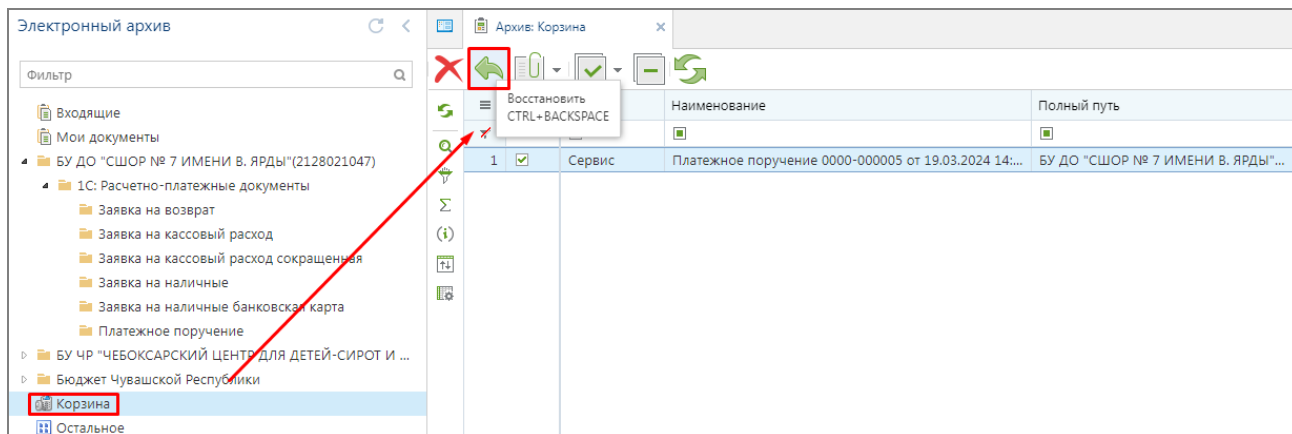 Электронный архив
Архив: Корзина
Фильтр
Входящие
Мои документы
БУ ДО "СШОР № 7 ИМЕНИ В. ЯРДЫ"(2128021047)
1С: Расчетно-платежные документы
Заявка на возврат
Заявка на кассовый расход
Заявка на кассовый расход сокращенная
Заявка на наличные
Заявка на наличные банковская карта
Платежное поручение
БУ ЧР "ЧЕБОКСАРСКИЙ ЦЕНТР ДЛЯ ДЕТЕЙ-СИРОТ И ...
Бюджет Чувашской Республики
Корзина
Остальное
Восстановить
CTRL+BACKSPACE
Наименование Полный путь
1 Сервис Платежное поручение 0000-000005 от 19.03.2024 14:... БУ ДО "СШОР № 7 ИМЕНИ В. ЯРДЫ"...